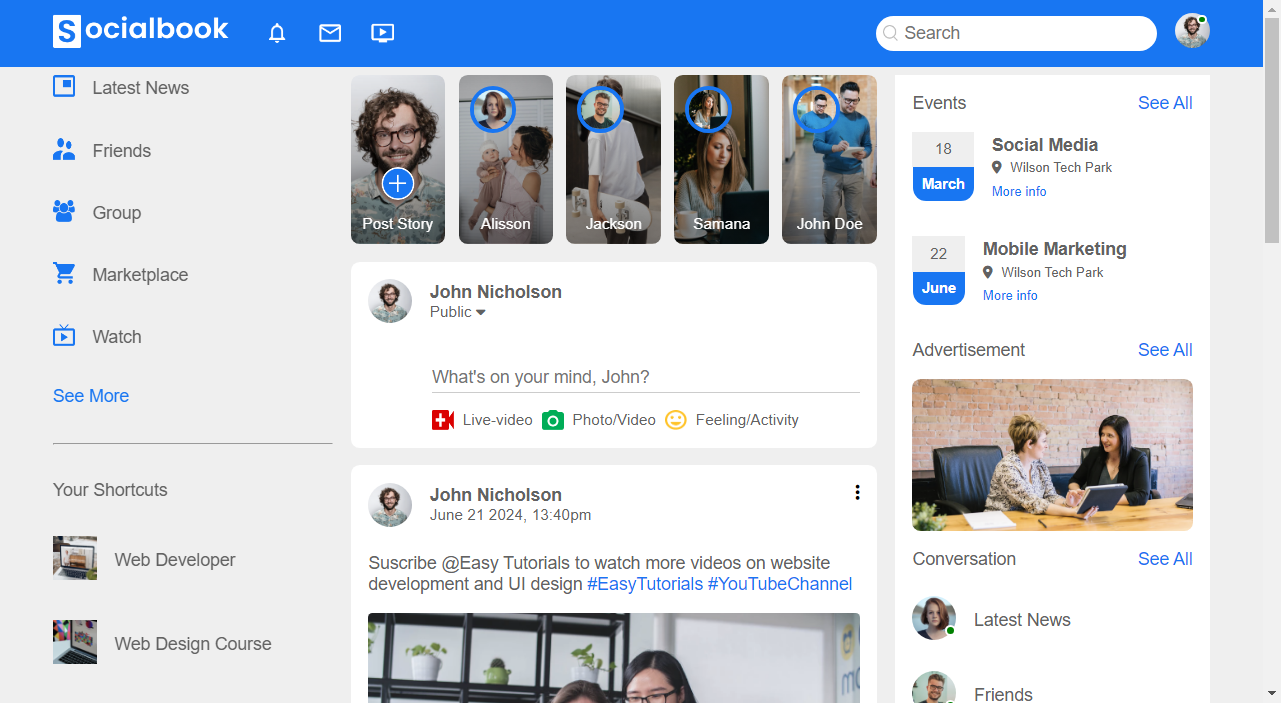 Socialbook
Search
Latest News
Friends
Group
Marketplace
Watch
See More
Your Shortcuts
Web Developer
Web Design Course
Post Story
Alisson
Jackson
Samana
John Doe
John Nicholson
Public
What's on your mind, John?
Live-video Photo/Video Feeling/Activity
John Nicholson
June 21 2024, 13:40pm
Suscribe @Easy Tutorials to watch more videos on website
development and UI design #EasyTutorials #YouTubeChannel
Events See All
18
March
Social Media
Wilson Tech Park
More info
22
June
Mobile Marketing
Wilson Tech Park
More info
Advertisement See All
Conversation See All
Latest News
Friends